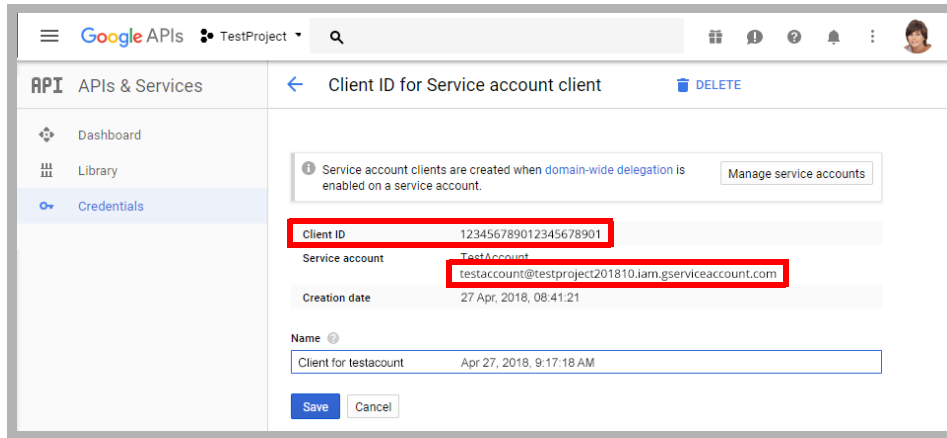 Google APIs TestProject
API APIs & Services
Client ID for Service account client DELETE
Dashboard
Library
Credentials
Service account clients are created when domain-wide delegation is
enabled on a service account.
Manage service accounts
Client ID 123456789012345678901
Service account TestAccount
testaccount@testproject201810.iam.gserviceaccount.com
Creation date 27 Apr, 2018, 08:41:21
Name
Client for testacount Apr 27, 2018, 9:17:18 AM
Save Cancel